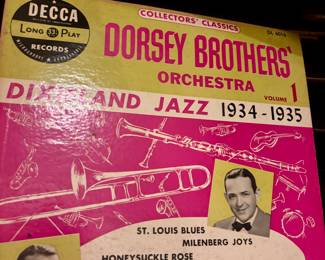 COLLECTORS' CLASSICS
DECCA
LONG 33 PLAY
RECORDS
DORSEY BROTHERS'
ORCHESTRA
VOLUME 1
DIXIELAND JAZZ 1934-1935
ST. LOUIS BLUES
MILENBERG JOYS
HONEYSUCKLE ROSE